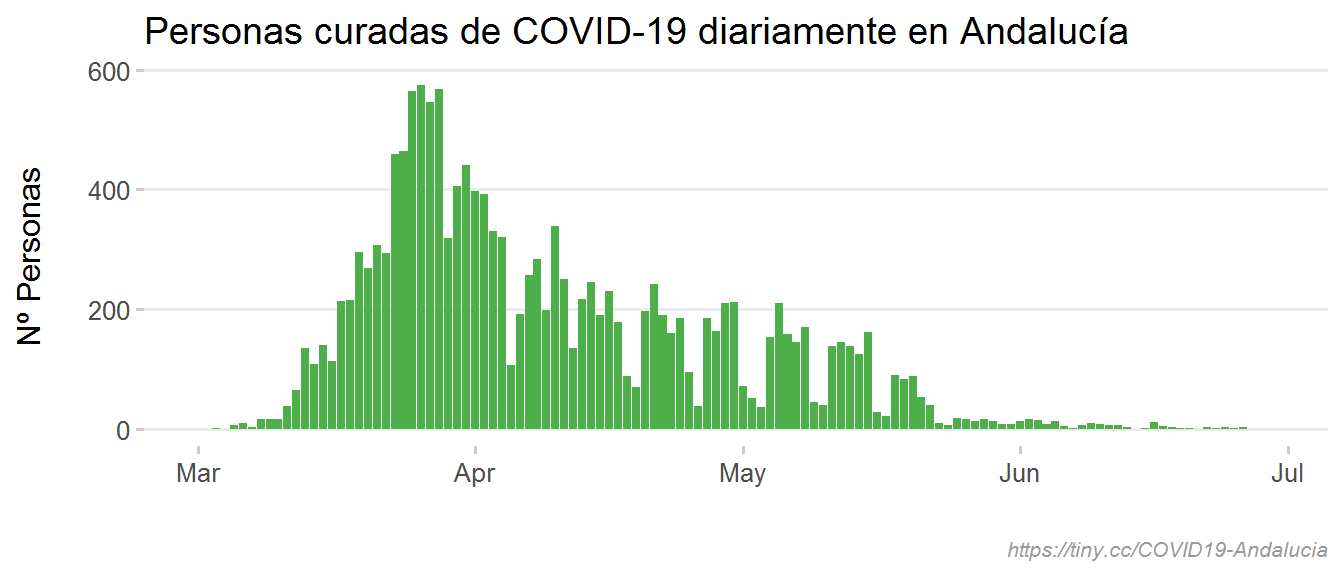 Personas curadas de COVID-19 diariamente en Andalucía
Nº Personas
600
400
200
0
Mar Apr May Jun Jul
https://tiny.cc/COVID19-Andalucia